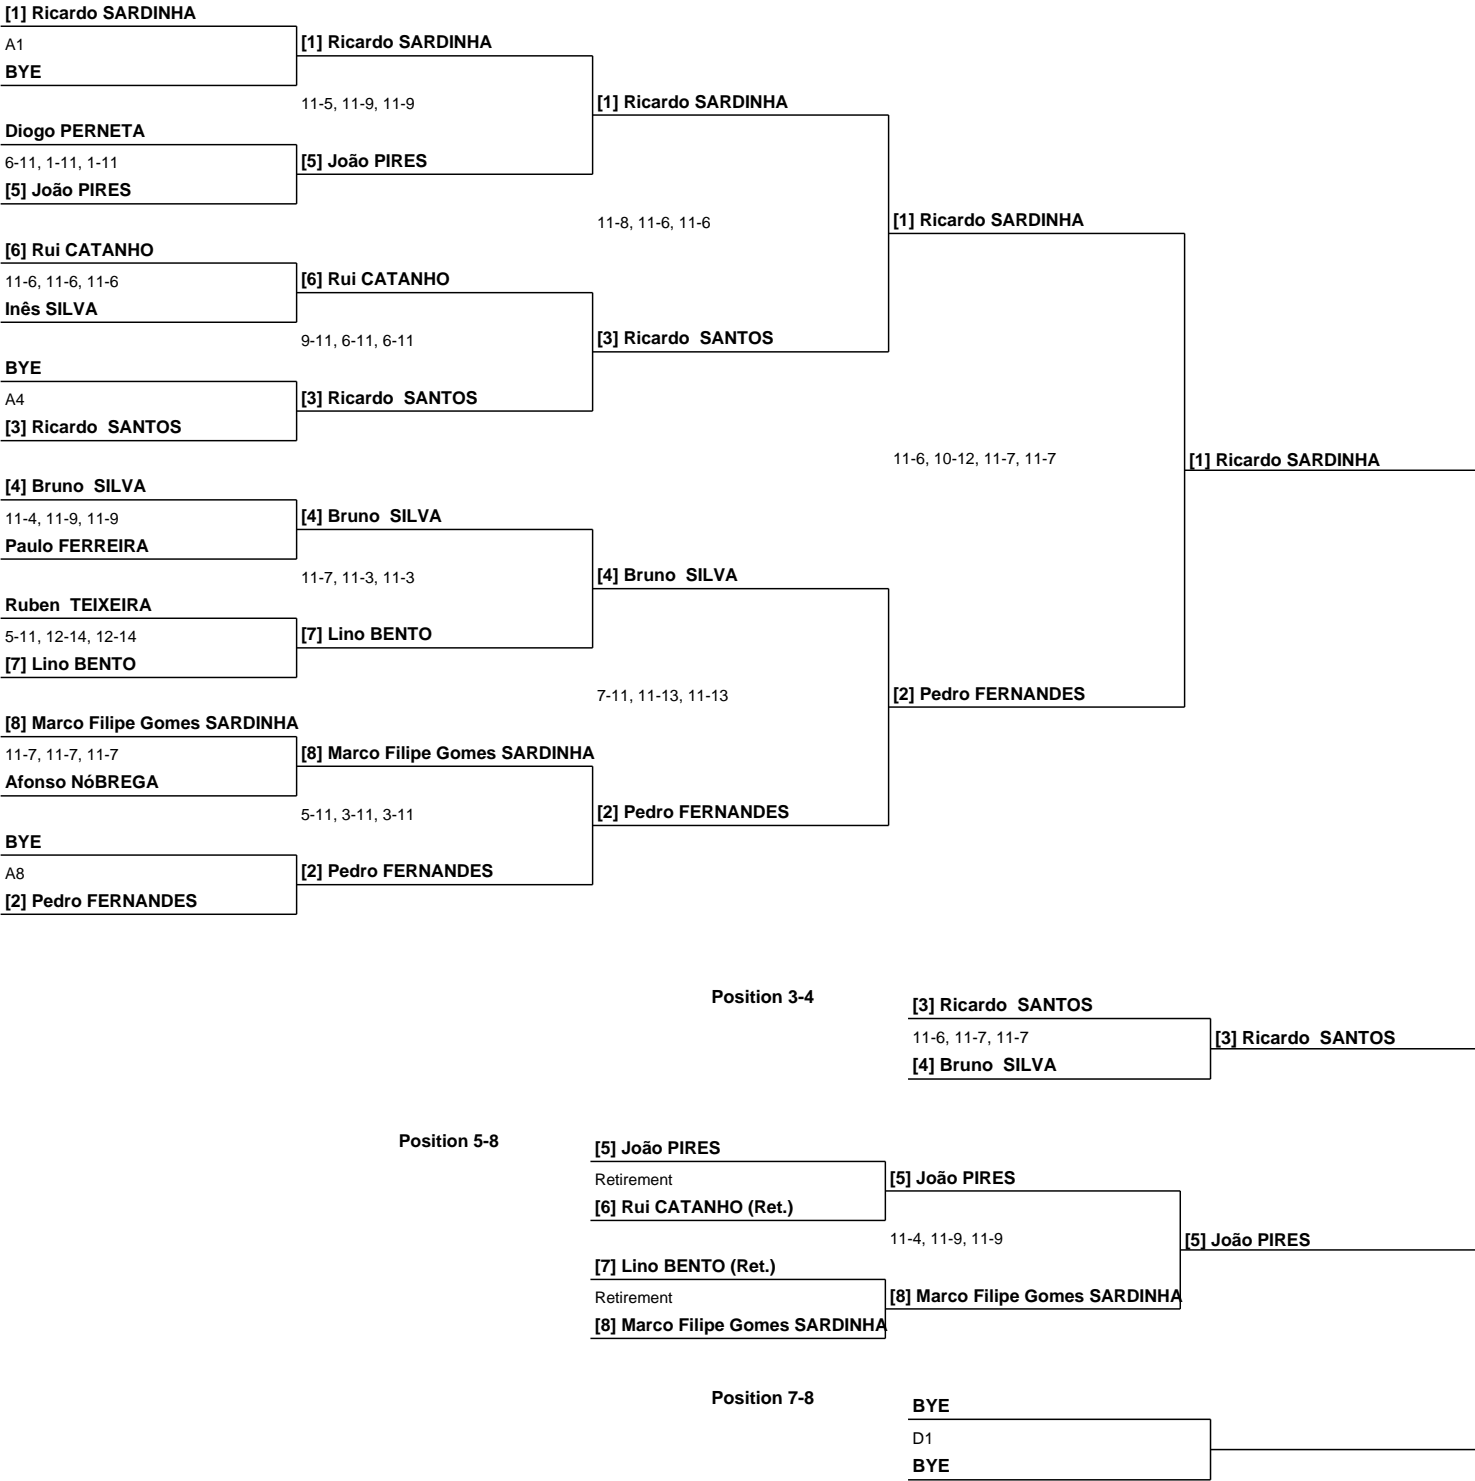 [1] Ricardo SARDINHA
A1
BYE
[1] Ricardo SARDINHA
11-5, 11-9, 11-9
Diogo PERNETA
6-11, 1-11, 1-11
[5] João PIRES
[5] João PIRES
[1] Ricardo SARDINHA
11-8, 11-6, 11-6
[6] Rui CATANHO
11-6, 11-6, 11-6
Inês SILVA
[6] Rui CATANHO
9-11, 6-11, 6-11
BYE
A4
[3] Ricardo  SANTOS
[3] Ricardo  SANTOS
[3] Ricardo  SANTOS
[1] Ricardo SARDINHA
11-6, 10-12, 11-7, 11-7
[1] Ricardo SARDINHA
[4] Bruno  SILVA
11-4, 11-9, 11-9
Paulo FERREIRA
[4] Bruno  SILVA
11-7, 11-3, 11-3
Ruben  TEIXEIRA
5-11, 12-14, 12-14
[7] Lino BENTO
[7] Lino BENTO
[4] Bruno  SILVA
7-11, 11-13, 11-13
[2] Pedro FERNANDES
[8] Marco Filipe Gomes SARDINHA
11-7, 11-7, 11-7
Afonso NóBREGA
[8] Marco Filipe Gomes SARDINHA
5-11, 3-11, 3-11
BYE
A8
[2] Pedro FERNANDES
[2] Pedro FERNANDES
[2] Pedro FERNANDES
Position 3-4
[3] Ricardo  SANTOS
11-6, 11-7, 11-7
[4] Bruno  SILVA
[3] Ricardo  SANTOS
Position 5-8
[5] João PIRES
Retirement
[6] Rui CATANHO (Ret.)
[5] João PIRES
11-4, 11-9, 11-9
[5] João PIRES
[7] Lino BENTO (Ret.)
Retirement
[8] Marco Filipe Gomes SARDINHA
[8] Marco Filipe Gomes SARDINHA
Position 7-8
BYE
D1
BYE